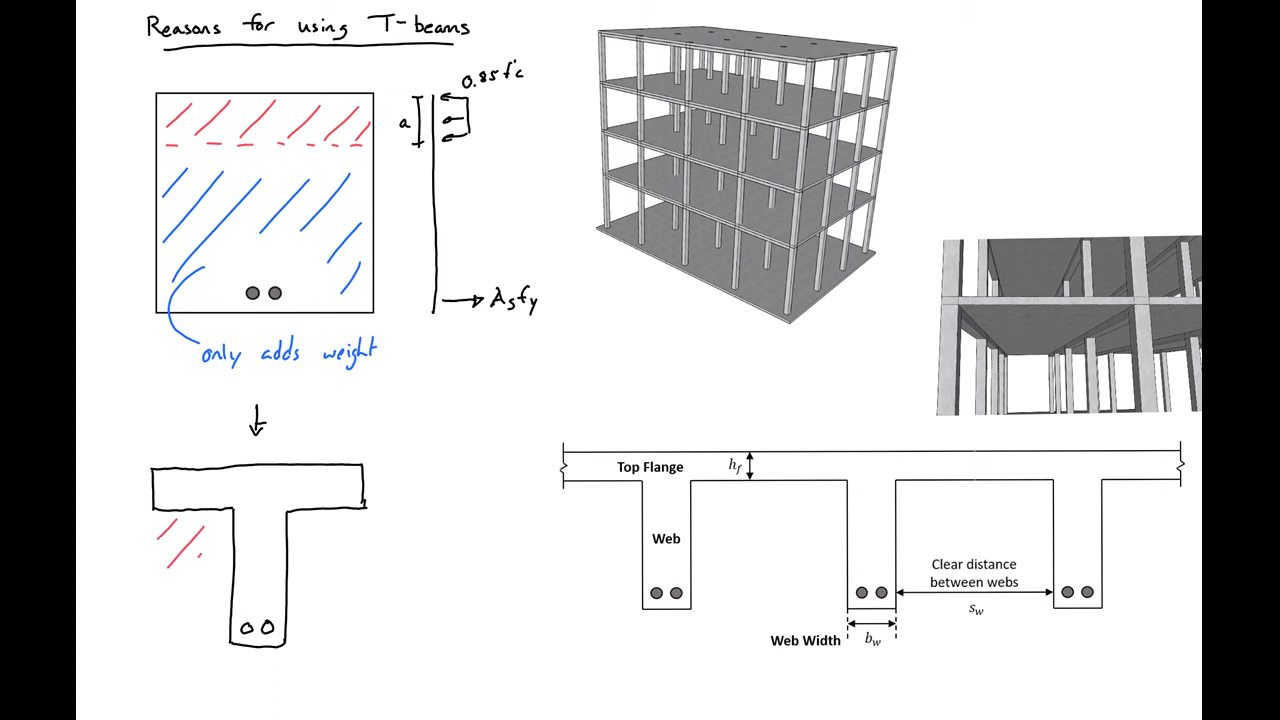 Reasons for using T-beams
0.85f'c
a
Asfy
only adds weight
Top Flange
hf
Web
Clear distance
between webs
sw
Web Width
bw